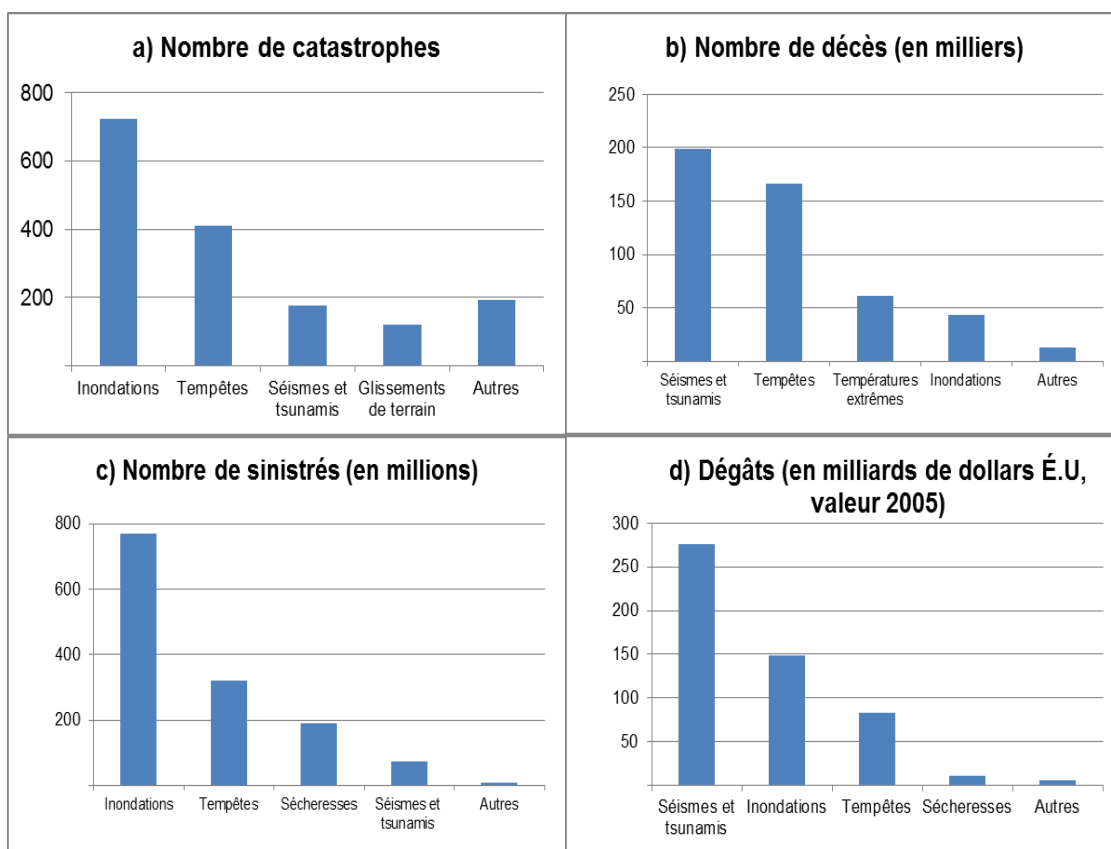 a) Nombre de catastrophes
800
600
400
200
Inondations
Tempêtes
Séismes et
tsunamis
Glissements
de terrain
Autres
b) Nombre de décès (en milliers)
250
200
150
100
50
Séismes et
tsunamis
Tempêtes
Températures
extrêmes
Inondations
Autres
c) Nombre de sinistrés (en millions)
800
600
400
200
Inondations
Tempêtes
Sécheresses
Séismes et
tsunamis
Autres
d) Dégâts (en milliards de dollars É.U,
valeur 2005)
300
250
200
150
100
50
Séismes et
tsunamis
Inondations
Tempêtes
Sécheresses
Autres